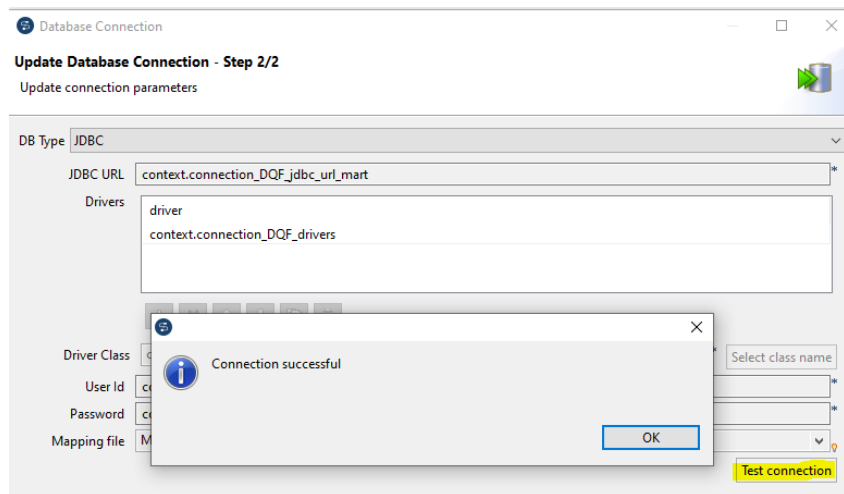 Database Connection
Update Database Connection - Step 2/2
Update connection parameters
DB Type JDBC
JDBC URL context.connection_DQF_jdbc_url_mart *
Drivers
driver
context.connection_DQF_drivers
Connection successful
OK
Driver Class Select class name
User Id *
Password *
Mapping file M
Test connection